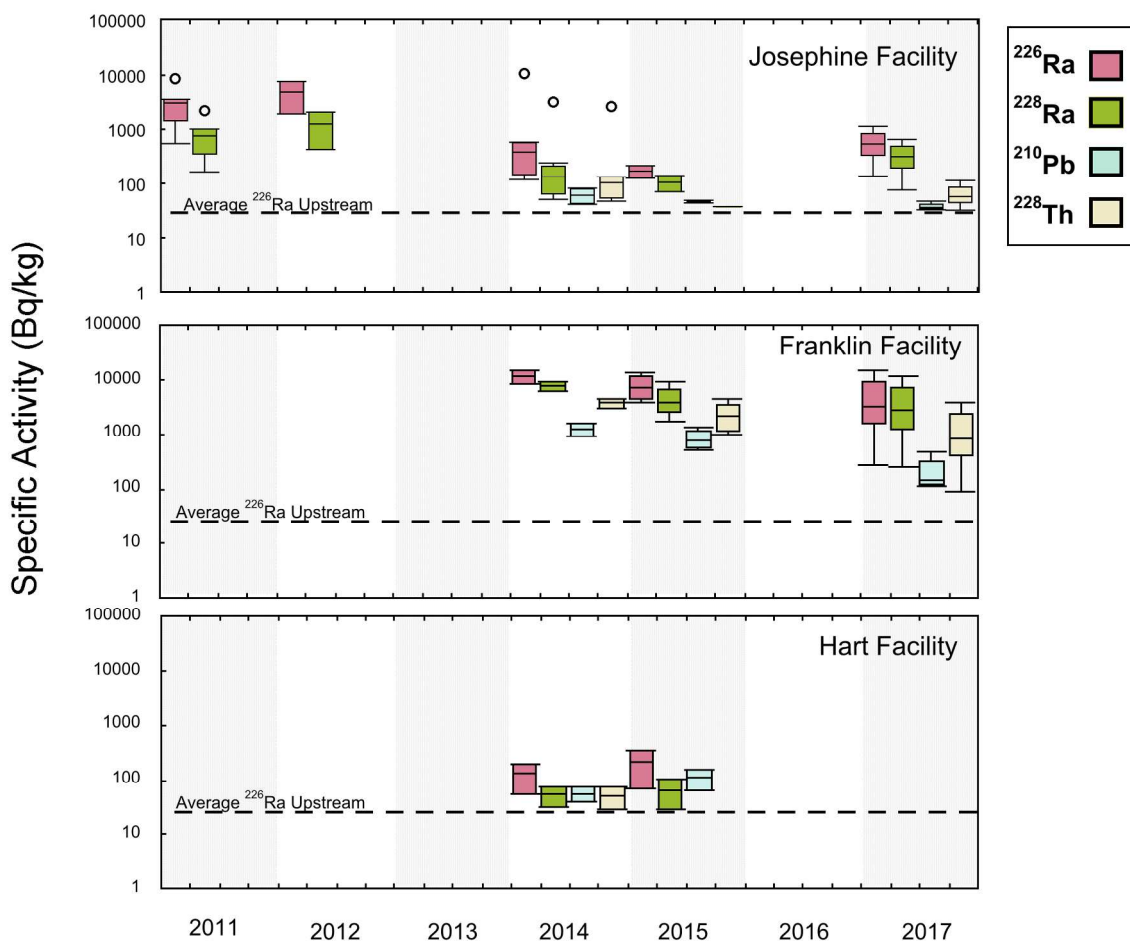 Specific Activity (Bq/kg)
100000
10000
1000
100
10
1
Josephine Facility
Average ²²⁶Ra Upstream
²²⁶Ra
²²⁸Ra
²¹⁰Pb
²²⁸Th
100000
10000
1000
100
10
1
Franklin Facility
Average ²²⁶Ra Upstream
100000
10000
1000
100
10
1
Hart Facility
Average ²²⁶Ra Upstream
2011 2012 2013 2014 2015 2016 2017